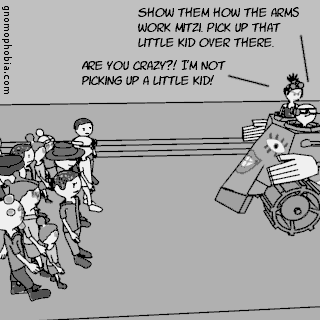 SHOW THEM HOW THE ARMS
WORK MITZI. PICK UP THAT
LITTLE KID OVER THERE.
ARE YOU CRAZY?! I'M NOT
PICKING UP A LITTLE KID!
gnomophobia.com